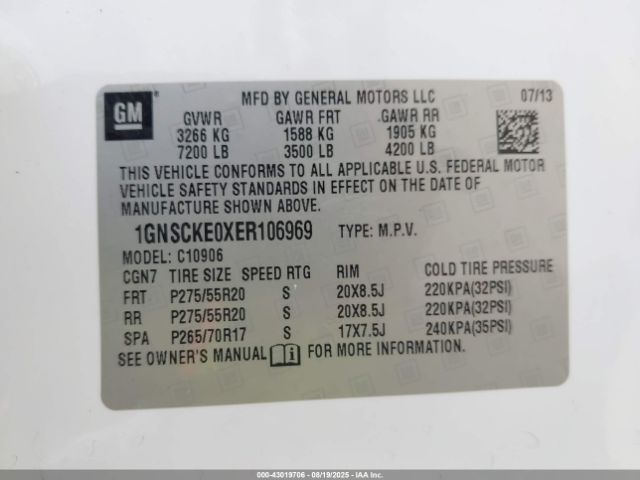 GM
MFD BY GENERAL MOTORS LLC 07/13
GVWR GAWR FRT GAWR RR
3266 KG 1588 KG 1905 KG
7200 LB 3500 LB 4200 LB
THIS VEHICLE CONFORMS TO ALL APPLICABLE U.S. FEDERAL MOTOR
VEHICLE SAFETY STANDARDS IN EFFECT ON THE DATE OF
MANUFACTURE SHOWN ABOVE.
1GNSCKE0XER106969 TYPE: M.P.V.
MODEL: C10906
CGN7 TIRE SIZE SPEED RTG RIM COLD TIRE PRESSURE
FRT P275/55R20 S 20X8.5J 220KPA(32PSI)
RR P275/55R20 S 20X8.5J 220KPA(32PSI)
SPA P265/70R17 S 17X7.5J 240KPA(35PSI)
SEE OWNER'S MANUAL FOR MORE INFORMATION.
000-43019706 - 08/19/2025 - IAAI.com